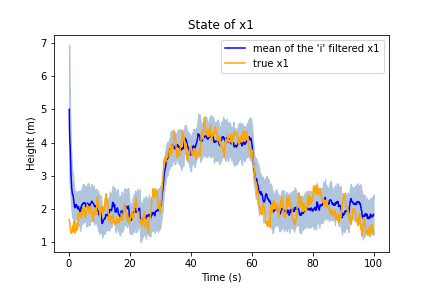 State of x1
mean of the 'i' filtered x1
true x1
Height (m)
7
6
5
4
3
2
1
0
20
40
60
80
100
Time (s)